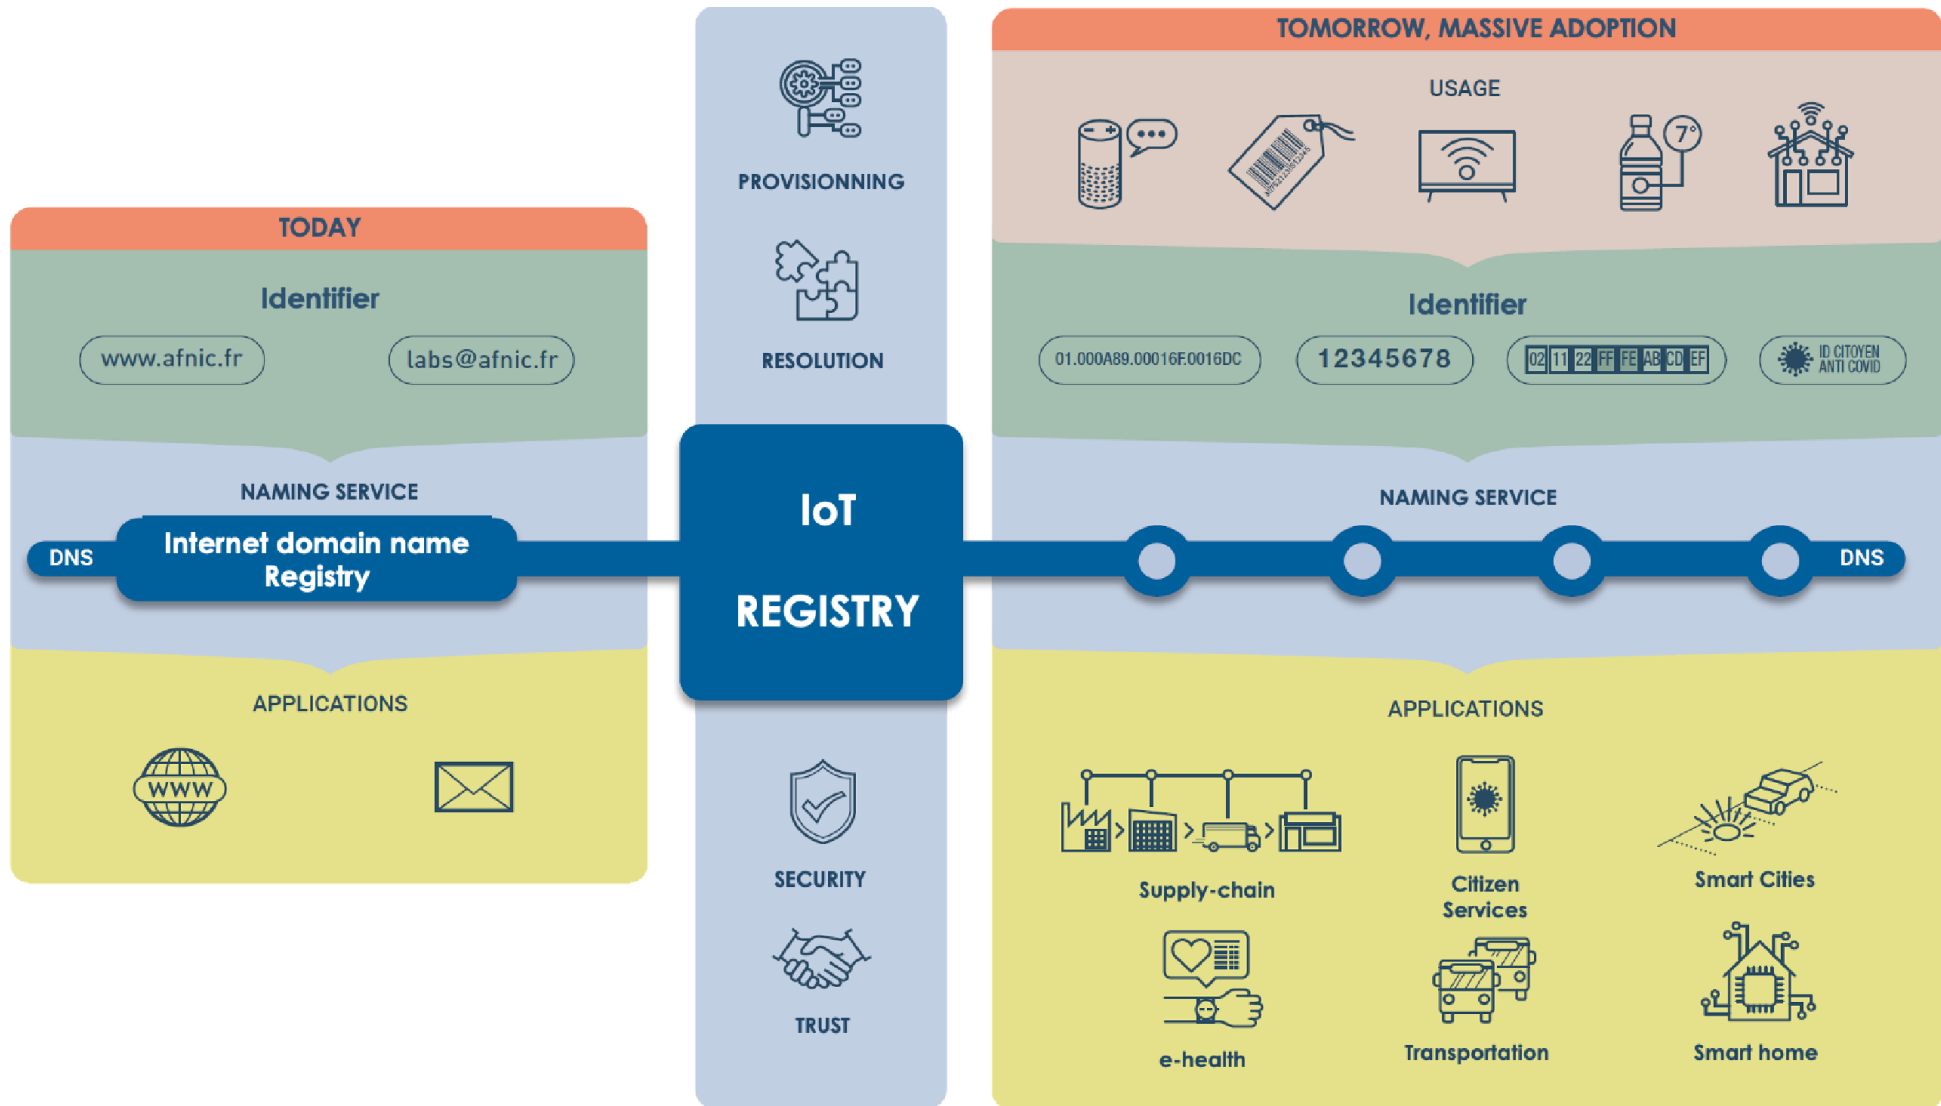 TODAY
Identifier
www.afnic.fr
labs@afnic.fr
NAMING SERVICE
DNS
Internet domain name
Registry
APPLICATIONS
WWW
PROVISIONNING
RESOLUTION
IoT
REGISTRY
SECURITY
TRUST
TOMORROW, MASSIVE ADOPTION
USAGE
7°
Identifier
01.000A89.00016F.0016DC
12345678
02 11 22 FF FE AB CD EF
ID CITOYEN
ANTI COVID
NAMING SERVICE
DNS
APPLICATIONS
Supply-chain
Citizen
Services
Smart Cities
e-health
Transportation
Smart home